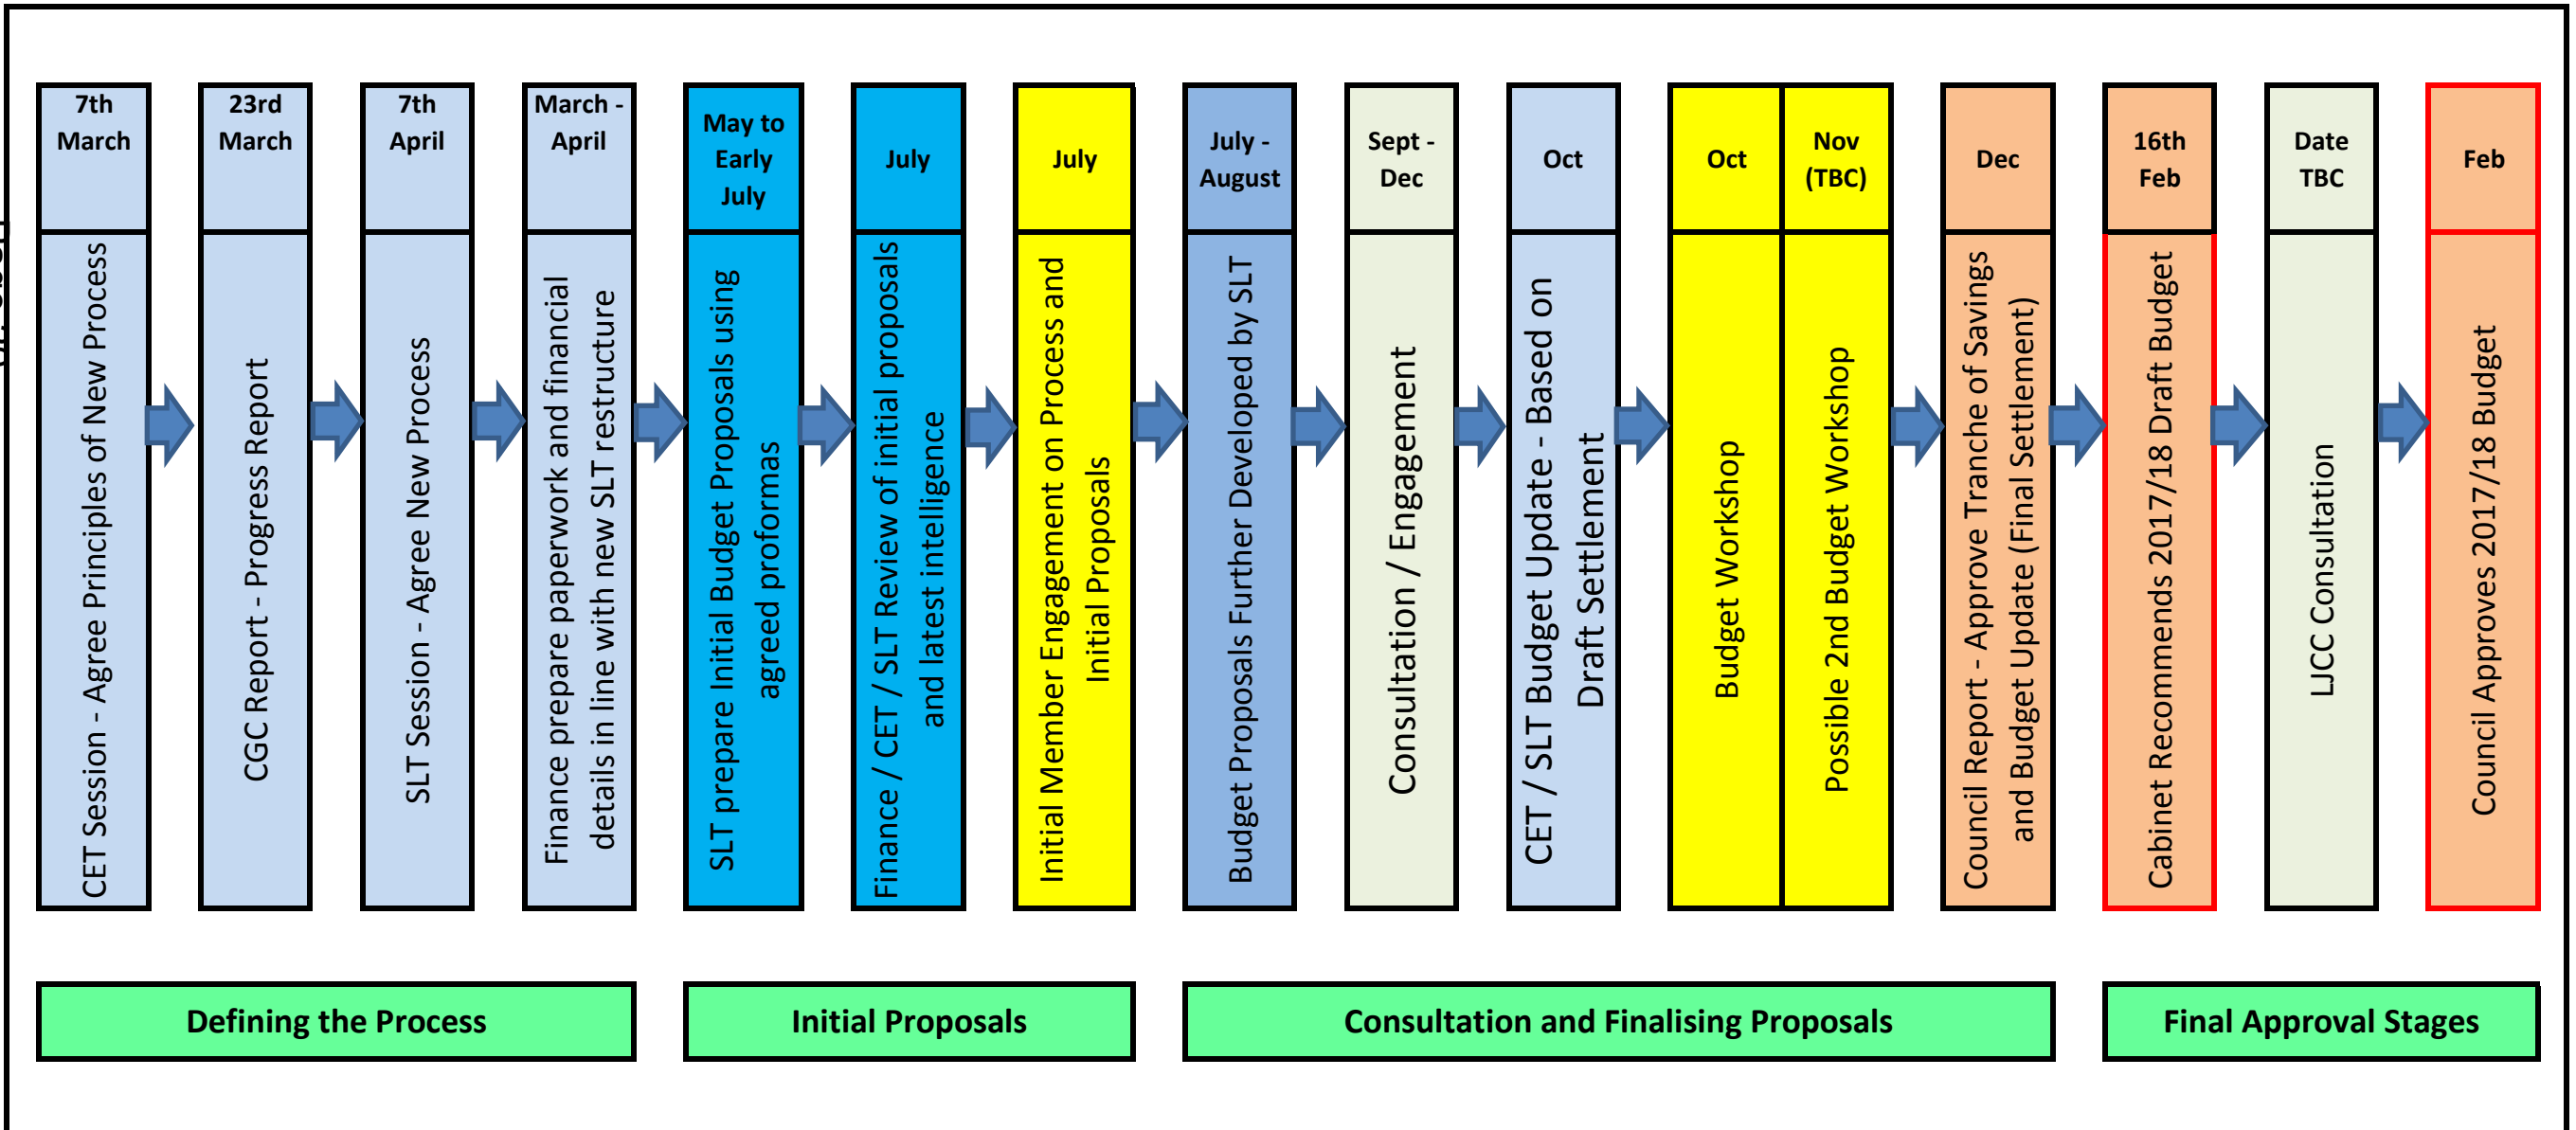 7th
March
CET Session - Agree Principles of New Process
23rd
March
CGC Report - Progress Report
7th
April
SLT Session - Agree New Process
March -
April
Finance prepare paperwork and financial
details in line with new SLT restructure
May to
Early
July
SLT prepare Initial Budget Proposals using
agreed proformas
July
Finance / CET / SLT Review of initial proposals
and latest intelligence
July
Initial Member Engagement on Process and
Initial Proposals
July -
August
Budget Proposals Further Developed by SLT
Sept -
Dec
Consultation / Engagement
Oct
CET / SLT Budget Update - Based on
Draft Settlement
Oct
Budget Workshop
Nov
(TBC)
Possible 2nd Budget Workshop
Dec
Council Report - Approve Tranche of Savings
and Budget Update (Final Settlement)
16th
Feb
Cabinet Recommends 2017/18 Draft Budget
Date
TBC
LJCC Consultation
Feb
Council Approves 2017/18 Budget
Defining the Process
Initial Proposals
Consultation and Finalising Proposals
Final Approval Stages